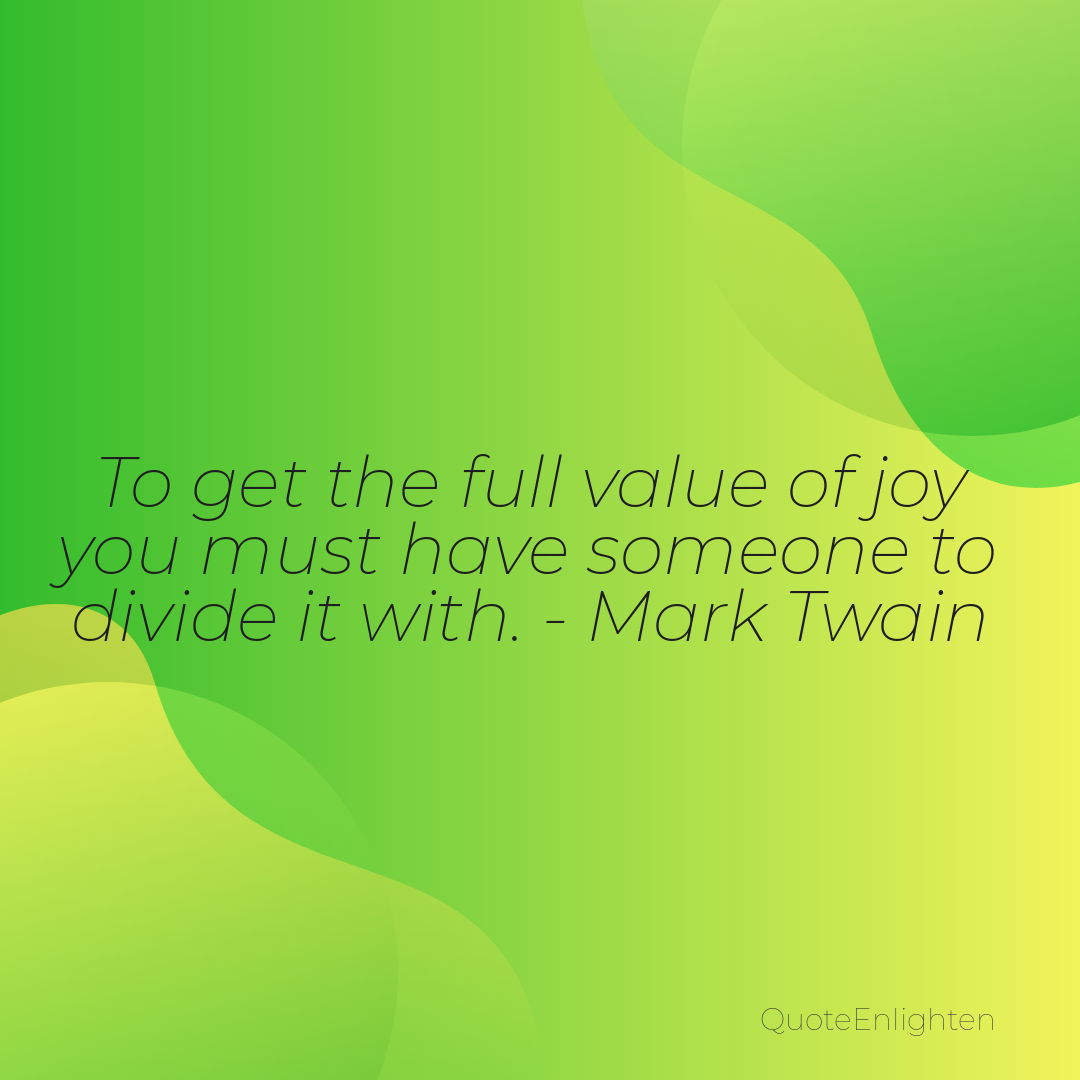 To get the full value of joy
you must have someone to
divide it with. - Mark Twain
QuoteEnlighten